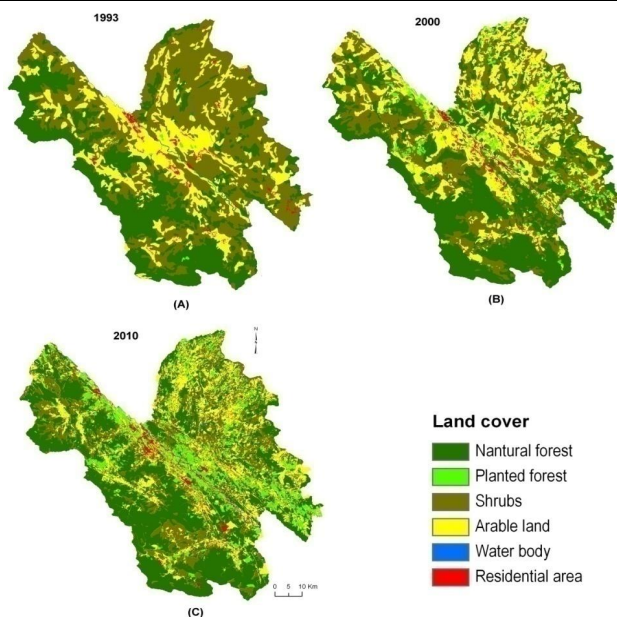 1993
2000
(A)
(B)
2010
N
0 5 10 Km
(C)
Land cover
Nantural forest
Planted forest
Shrubs
Arable land
Water body
Residential area